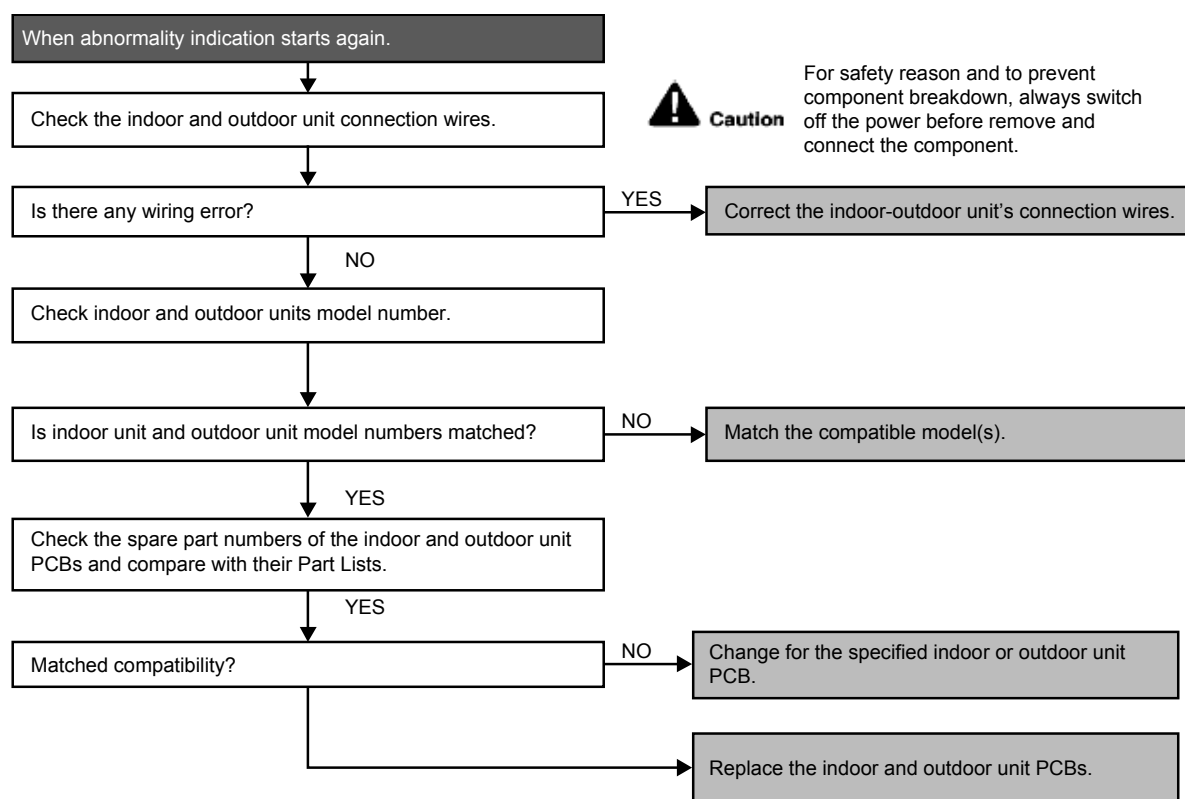 When abnormality indication starts again.
For safety reason and to prevent
component breakdown, always switch
off the power before remove and
connect the component.
Caution
Check the indoor and outdoor unit connection wires.
Is there any wiring error?
YES
Correct the indoor-outdoor unit's connection wires.
NO
Check indoor and outdoor units model number.
Is indoor unit and outdoor unit model numbers matched?
NO
Match the compatible model(s).
YES
Check the spare part numbers of the indoor and outdoor unit
PCBs and compare with their Part Lists.
YES
Matched compatibility?
NO
Change for the specified indoor or outdoor unit
PCB.
Replace the indoor and outdoor unit PCBs.